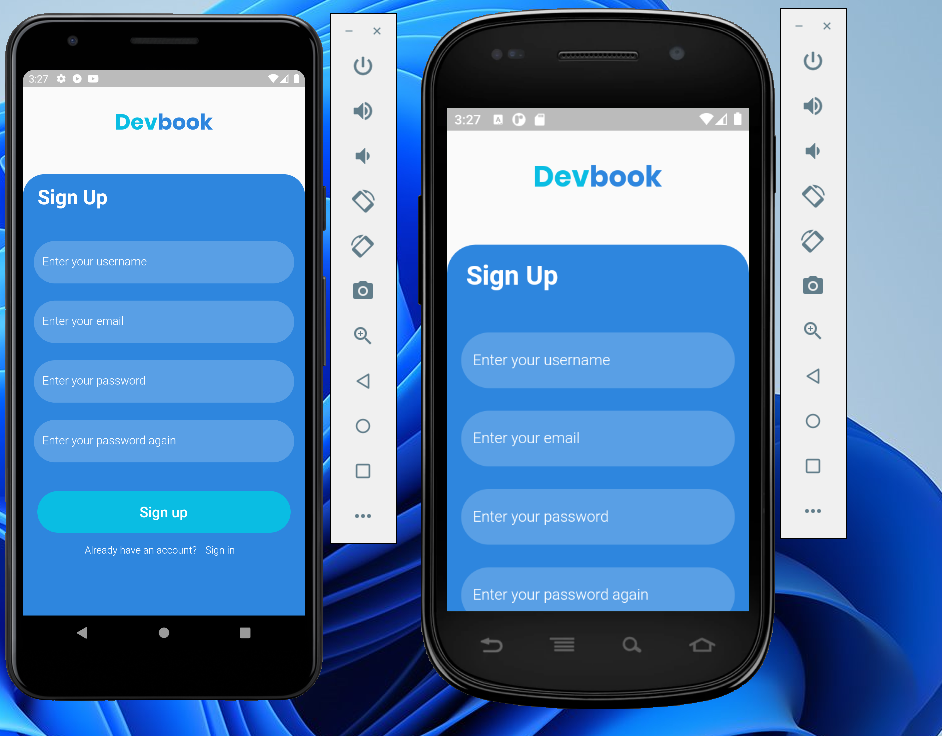 3:27
Devbook
Sign Up
Enter your username
Enter your email
Enter your password
Enter your password again
Sign up
Already have an account? Sign in
3:27
Devbook
Sign Up
Enter your username
Enter your email
Enter your password
Enter your password again